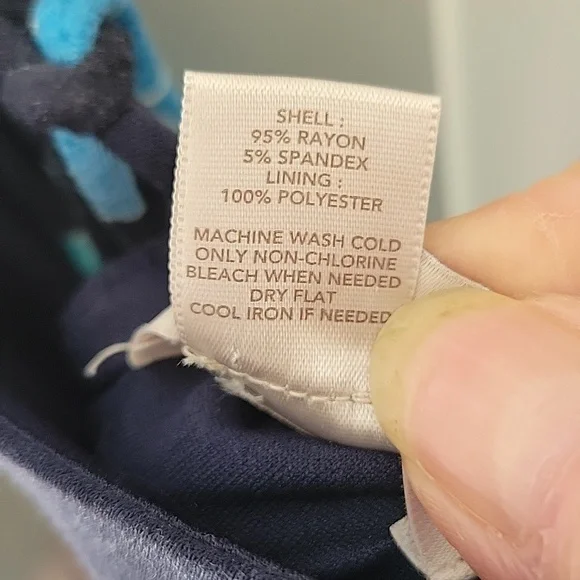 SHELL :
95% RAYON
5% SPANDEX
LINING :
100% POLYESTER
MACHINE WASH COLD
ONLY NON-CHLORINE
BLEACH WHEN NEEDED
DRY FLAT
COOL IRON IF NEEDED